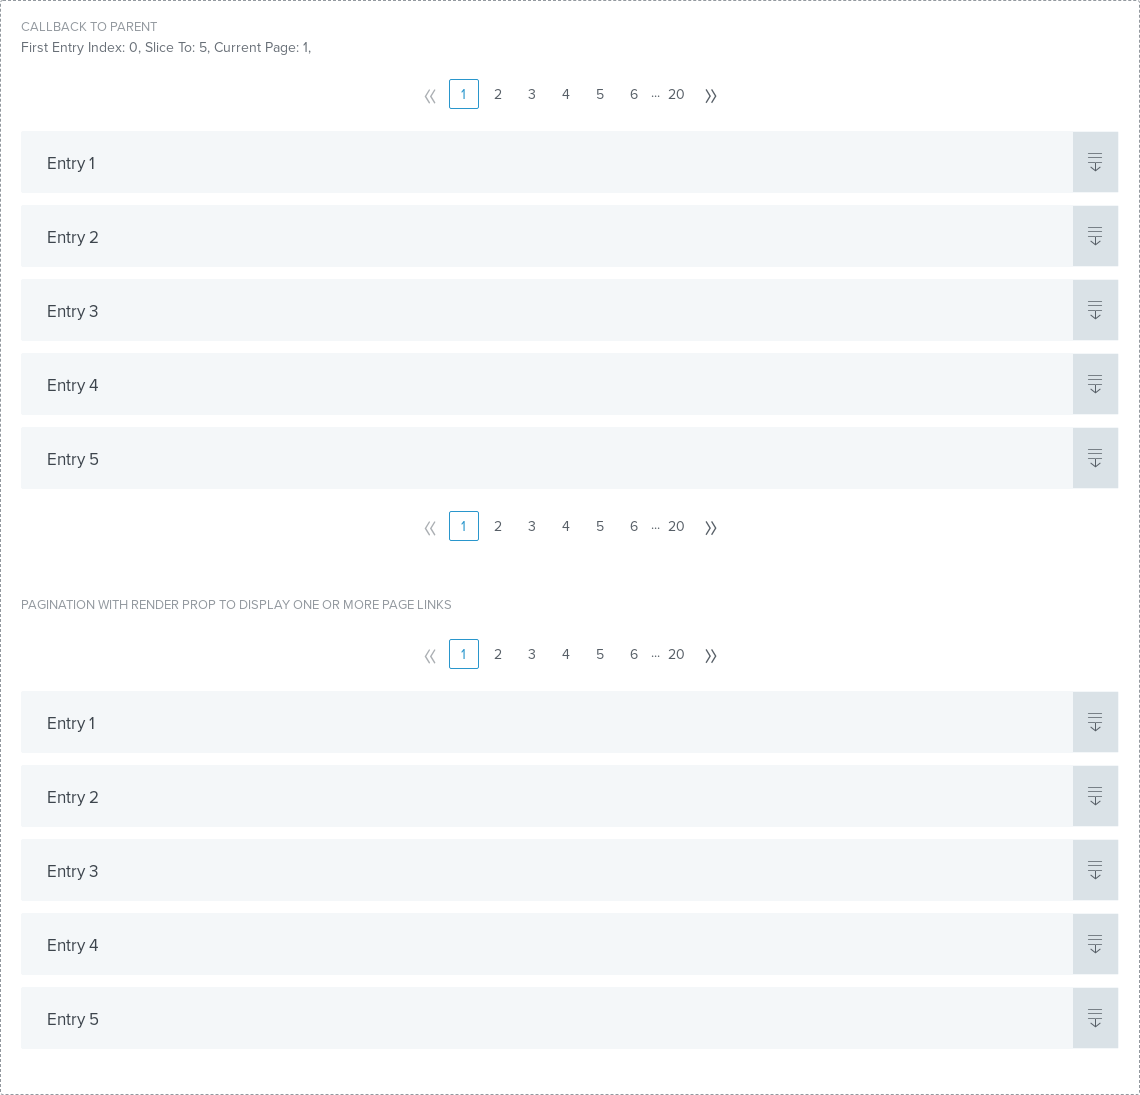 CALLBACK TO PARENT
First Entry Index: 0, Slice To: 5, Current Page: 1,
« 1 2 3 4 5 6 ... 20 »
Entry 1
Entry 2
Entry 3
Entry 4
Entry 5
« 1 2 3 4 5 6 ... 20 »
PAGINATION WITH RENDER PROP TO DISPLAY ONE OR MORE PAGE LINKS
« 1 2 3 4 5 6 ... 20 »
Entry 1
Entry 2
Entry 3
Entry 4
Entry 5